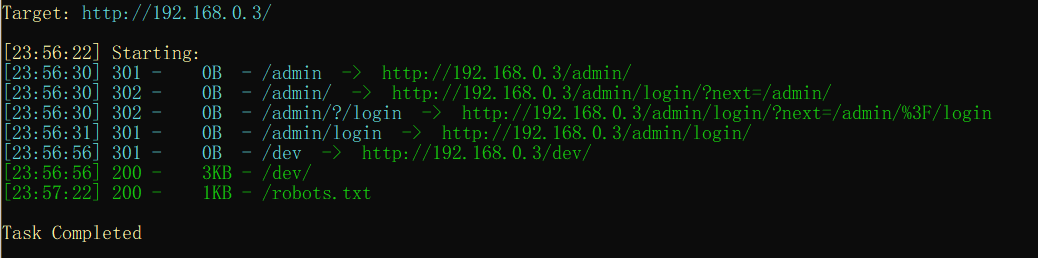 Target: http://192.168.0.3/
[23:56:22] Starting:
[23:56:30] 301 -    0B  - /admin  ->  http://192.168.0.3/admin/
[23:56:30] 302 -    0B  - /admin/  ->  http://192.168.0.3/admin/login/?next=/admin/
[23:56:30] 302 -    0B  - /admin/?/login  ->  http://192.168.0.3/admin/login/?next=/admin/%3F/login
[23:56:31] 301 -    0B  - /admin/login  ->  http://192.168.0.3/admin/login/
[23:56:56] 301 -    0B  - /dev  ->  http://192.168.0.3/dev/
[23:56:56] 200 -    3KB - /dev/
[23:57:22] 200 -    1KB - /robots.txt
Task Completed